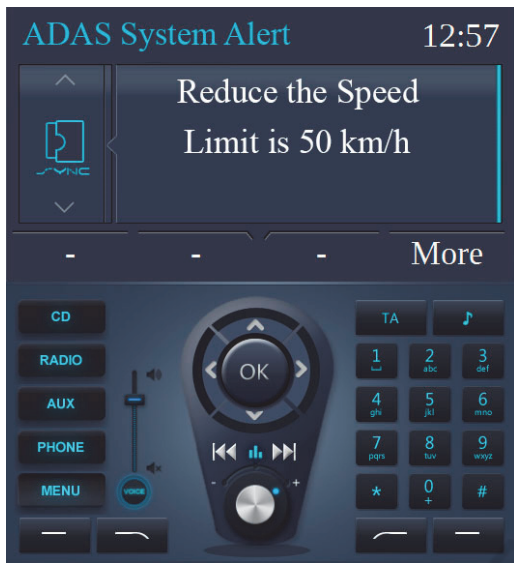 ADAS System Alert 12:57
Reduce the Speed
Limit is 50 km/h
SYNC
- - - More
CD
TA
RADIO
1 2 abc 3 def
OK
AUX
4 ghi 5 jkl 6 mno
PHONE
7 pqrs 8 tuv 9 wxyz
MENU
VOICE
- +
* 0 + #